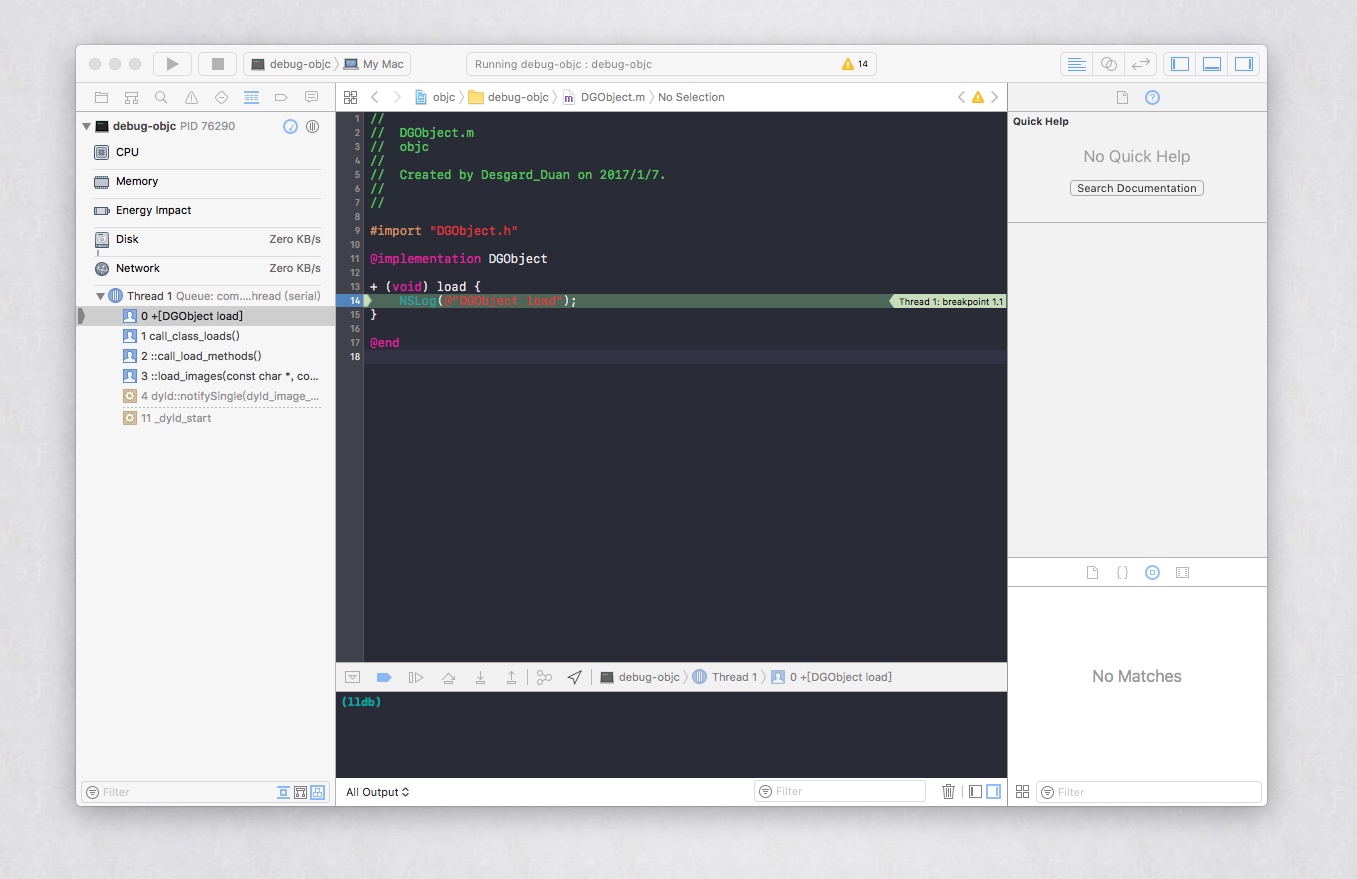 debug-objc 〉 My Mac
Running debug-objc : debug-objc
14
debug-objc PID 76290
CPU
Memory
Energy Impact
Disk Zero KB/s
Network Zero KB/s
Thread 1 Queue: com....hread (serial)
0 +[DGObject load]
1 call_class_loads()
2 ::call_load_methods()
3 ::load_images(const char *, co...
4 dyld::notifySingle(dyld_image_...
11 _dyld_start
Filter
objc 〉 debug-objc 〉 m DGObject.m 〉 No Selection
1 //
2 //  DGObject.m
3 //  objc
4 //
5 //  Created by Desgard_Duan on 2017/1/7.
6 //
7 //
8
9 #import "DGObject.h"
10
11 @implementation DGObject
12
13 + (void) load {
14     NSLog(@"DGObject load"); Thread 1: breakpoint 1.1
15 }
16
17 @end
18
debug-objc 〉 Thread 1 〉 0 +[DGObject load]
(lldb)
All Output
Filter
Quick Help
No Quick Help
Search Documentation
{ }
No Matches
Filter